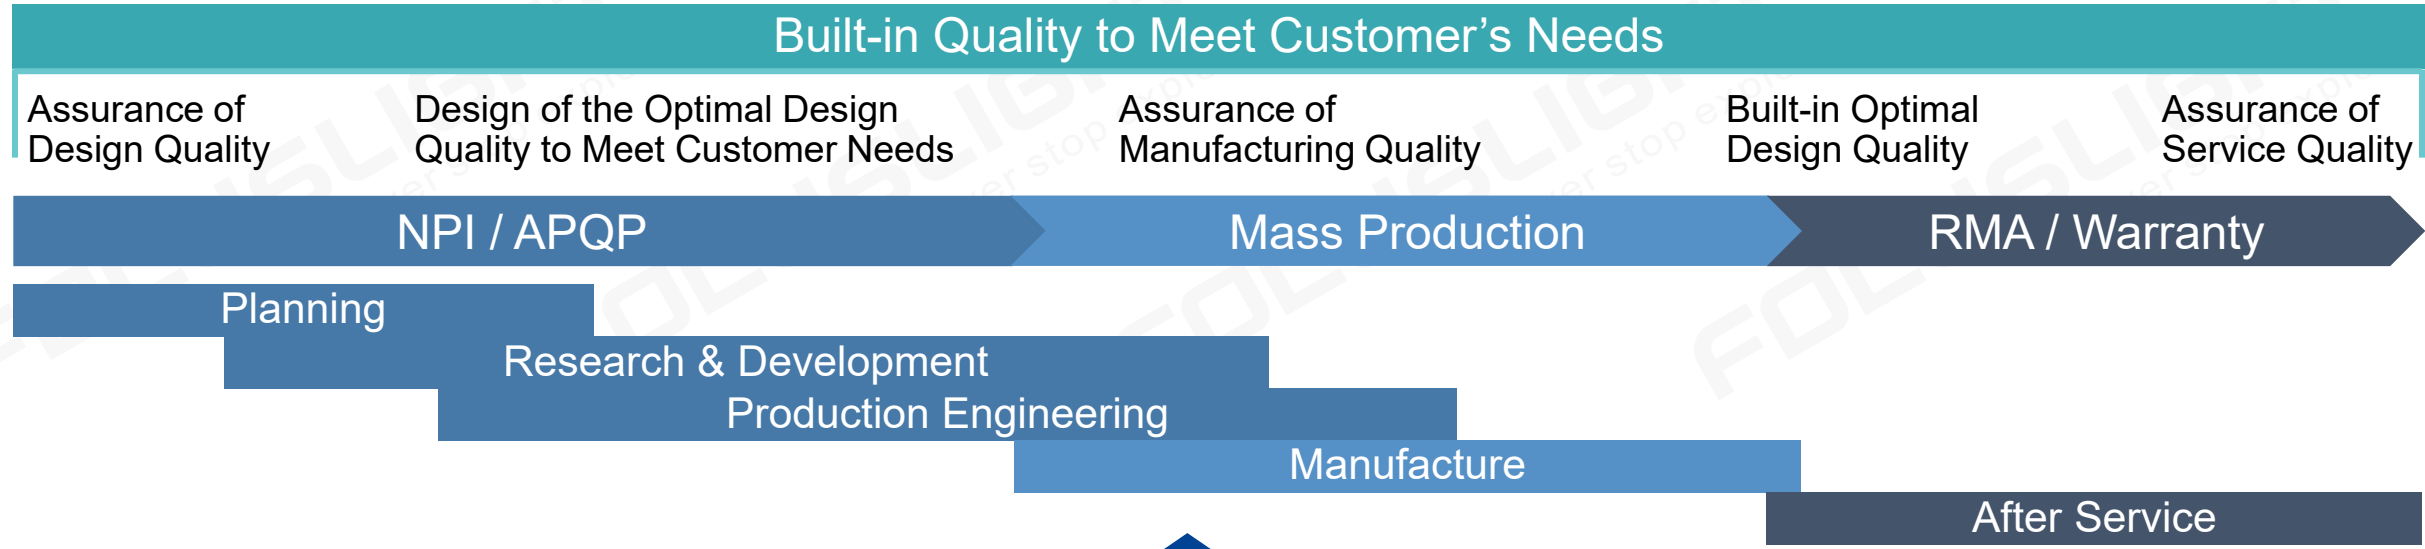 Built-in Quality to Meet Customer’s Needs
Assurance of
Design Quality
Design of the Optimal Design
Quality to Meet Customer Needs
Assurance of
Manufacturing Quality
Built-in Optimal
Design Quality
Assurance of
Service Quality
NPI / APQP
Mass Production
RMA / Warranty
Planning
Research & Development
Production Engineering
Manufacture
After Service